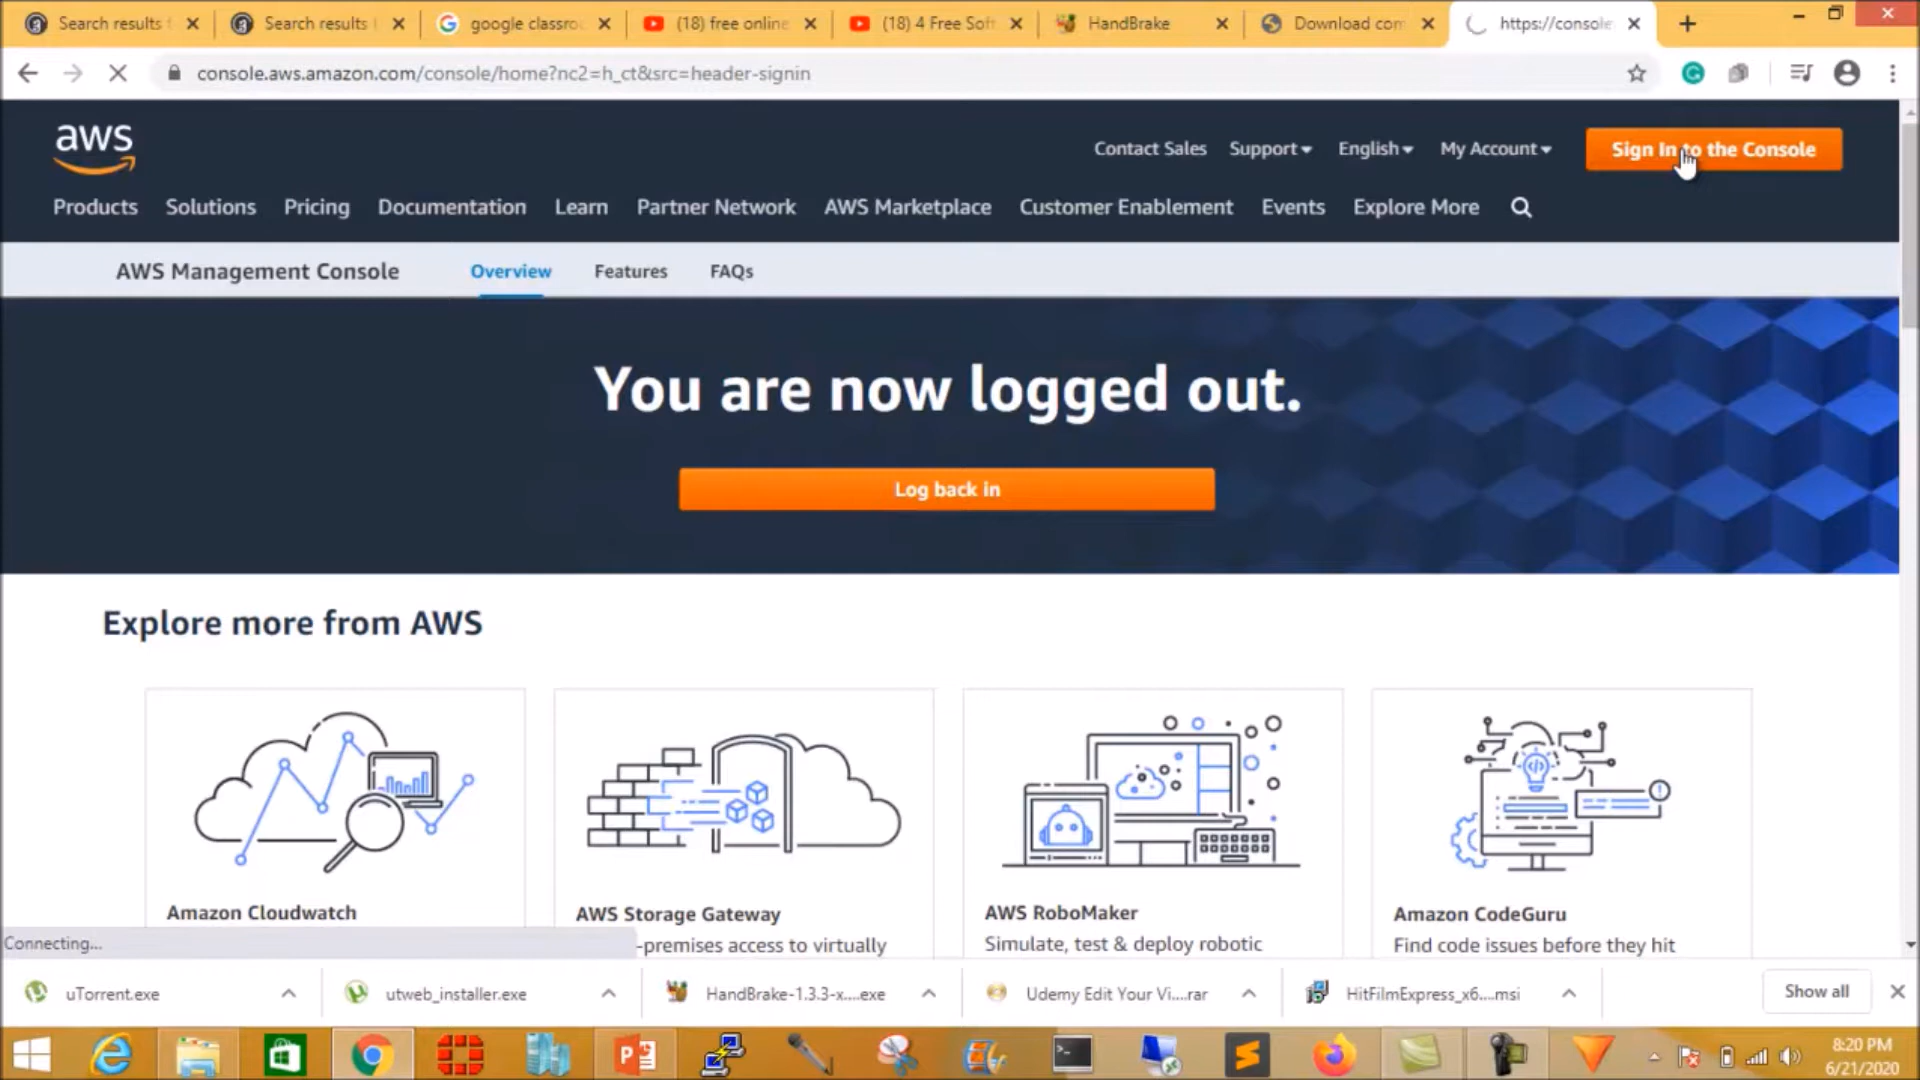 Search results
Search results
google classro
(18) free online
(18) 4 Free Soft
HandBrake
Download com
https://console
console.aws.amazon.com/console/home?nc2=h_ct&src=header-signin
aws
Contact Sales
Support
English
My Account
Sign In to the Console
Products
Solutions
Pricing
Documentation
Learn
Partner Network
AWS Marketplace
Customer Enablement
Events
Explore More
AWS Management Console
Overview
Features
FAQs
You are now logged out.
Log back in
Explore more from AWS
Amazon Cloudwatch
AWS Storage Gateway
-premises access to virtually
AWS RoboMaker
Simulate, test & deploy robotic
Amazon CodeGuru
Find code issues before they hit
Connecting...
uTorrent.exe
utweb_installer.exe
HandBrake-1.3.3-x....exe
Udemy Edit Your Vi....rar
HitFilmExpress_x6....msi
Show all
8:20 PM
6/21/2020